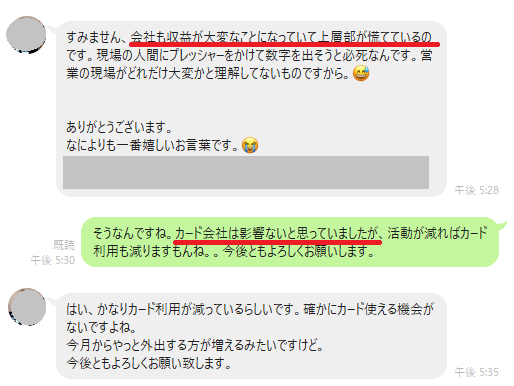 すみません、会社も収益が大変なことになっていて上層部が慌てているの
です。現場の人間にプレッシャーをかけて数字を出そうと必死なんです。営
業の現場がどれだけ大変かと理解してないものですから。😅
ありがとうございます。
なによりも一番嬉しいお言葉です。😭
午後 5:28
そうなんですね。カード会社は影響ないと思っていましたが、活動が減ればカード
利用も減りますもんね。。今後ともよろしくお願いします。
既読
午後 5:30
はい、かなりカード利用が減っているらしいです。確かにカード使える機会が
ないですよね。
今月からやっと外出する方が増えるみたいですけど。
今後ともよろしくお願い致します。
午後 5:35